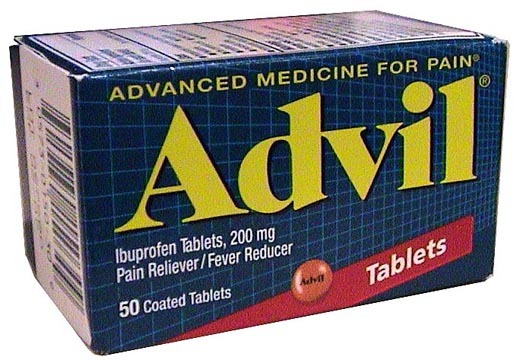 ADVANCED MEDICINE FOR PAIN®
Advil®
Ibuprofen Tablets, 200 mg
Pain Reliever/Fever Reducer
50 Coated Tablets
Advil
Tablets